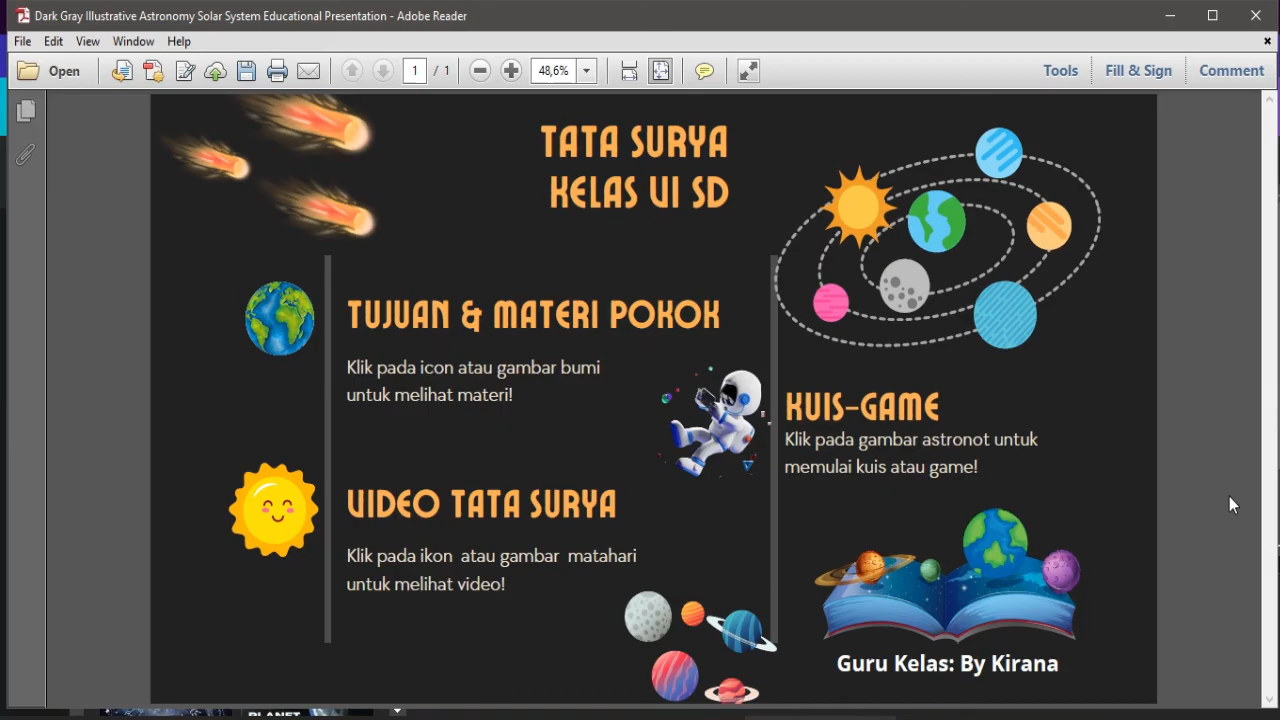 Dark Gray Illustrative Astronomy Solar System Educational Presentation - Adobe Reader
File Edit View Window Help
Open 1 / 1 48,6% Tools Fill & Sign Comment
TATA SURYA
KELAS VI SD
TUJUAN & MATERI POKOK
Klik pada icon atau gambar bumi
untuk melihat materi!
KUIS-GAME
Klik pada gambar astronot untuk
memulai kuis atau game!
VIDEO TATA SURYA
Klik pada ikon atau gambar matahari
untuk melihat video!
Guru Kelas: By Kirana
PLANET